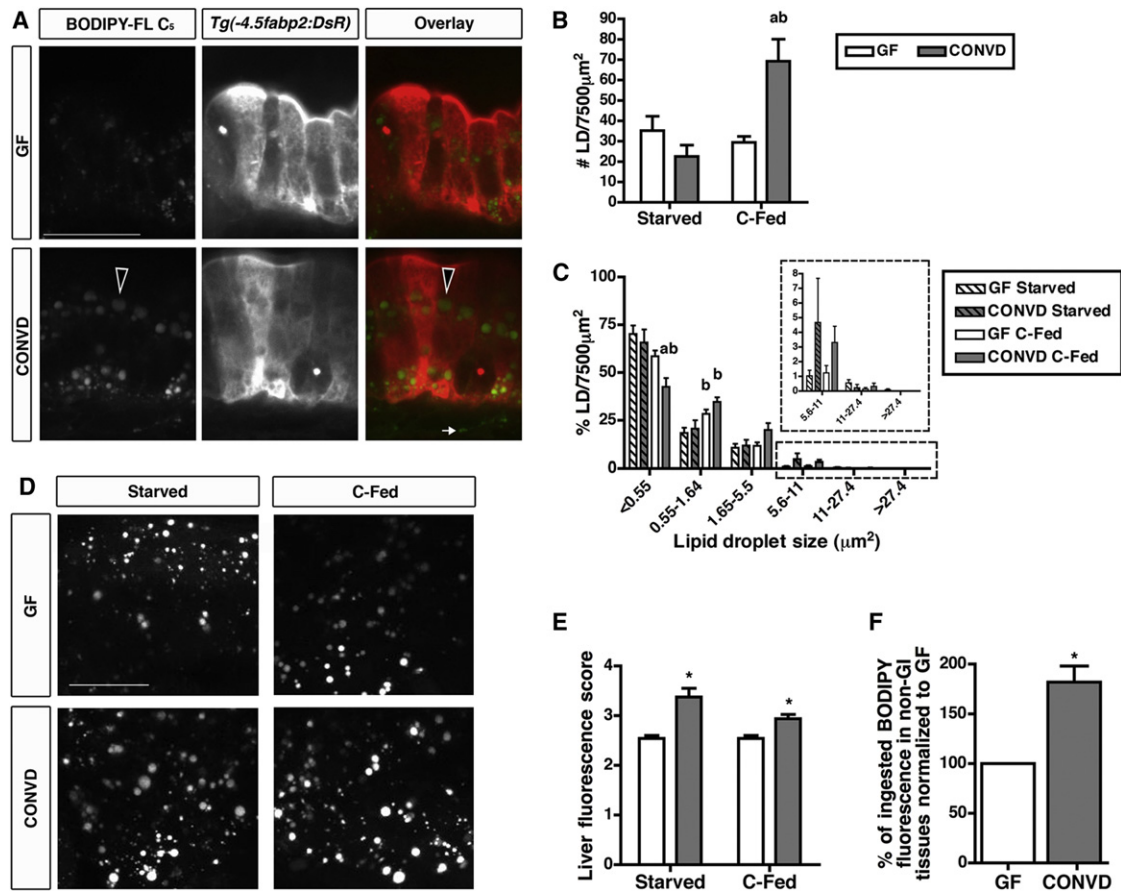 A
BODIPY-FL C5
Tg(-4.5fabp2:DsR)
Overlay
GF
CONVD
B
# LD/7500µm2
90
80
70
60
50
40
30
20
10
0
ab
Starved
C-Fed
GF
CONVD
C
% LD/7500µm2
100
75
50
25
0
ab
b
b
<0.55
0.55-1.64
1.65-5.5
5.6-11
11-27.4
>27.4
Lipid droplet size (µm2)
8
7
6
5
4
3
2
1
0
5.6-11
11-27.4
>27.4
GF Starved
CONVD Starved
GF C-Fed
CONVD C-Fed
D
Starved
C-Fed
GF
CONVD
E
Liver fluorescence score
4
3
2
1
0
*
*
Starved
C-Fed
F
% of ingested BODIPY
fluorescence in non-GI
tissues normalized to GF
200
150
100
50
0
*
GF
CONVD